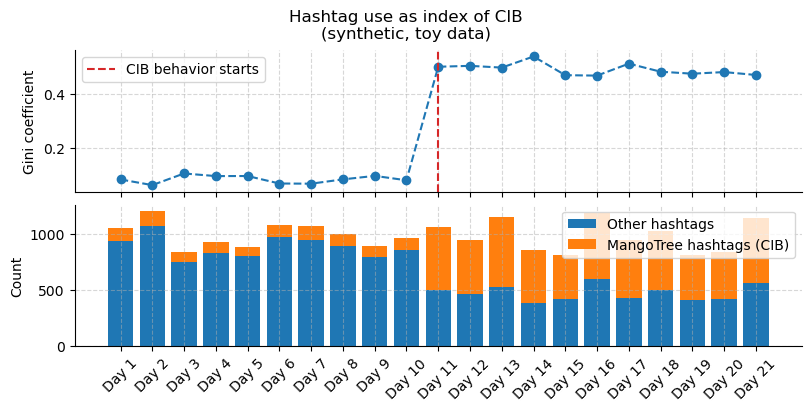 Hashtag use as index of CIB
(synthetic, toy data)
CIB behavior starts
Gini coefficient
0.4
0.2
Other hashtags
MangoTree hashtags (CIB)
Count
1000
500
0
Day 1
Day 2
Day 3
Day 4
Day 5
Day 6
Day 7
Day 8
Day 9
Day 10
Day 11
Day 12
Day 13
Day 14
Day 15
Day 16
Day 17
Day 18
Day 19
Day 20
Day 21